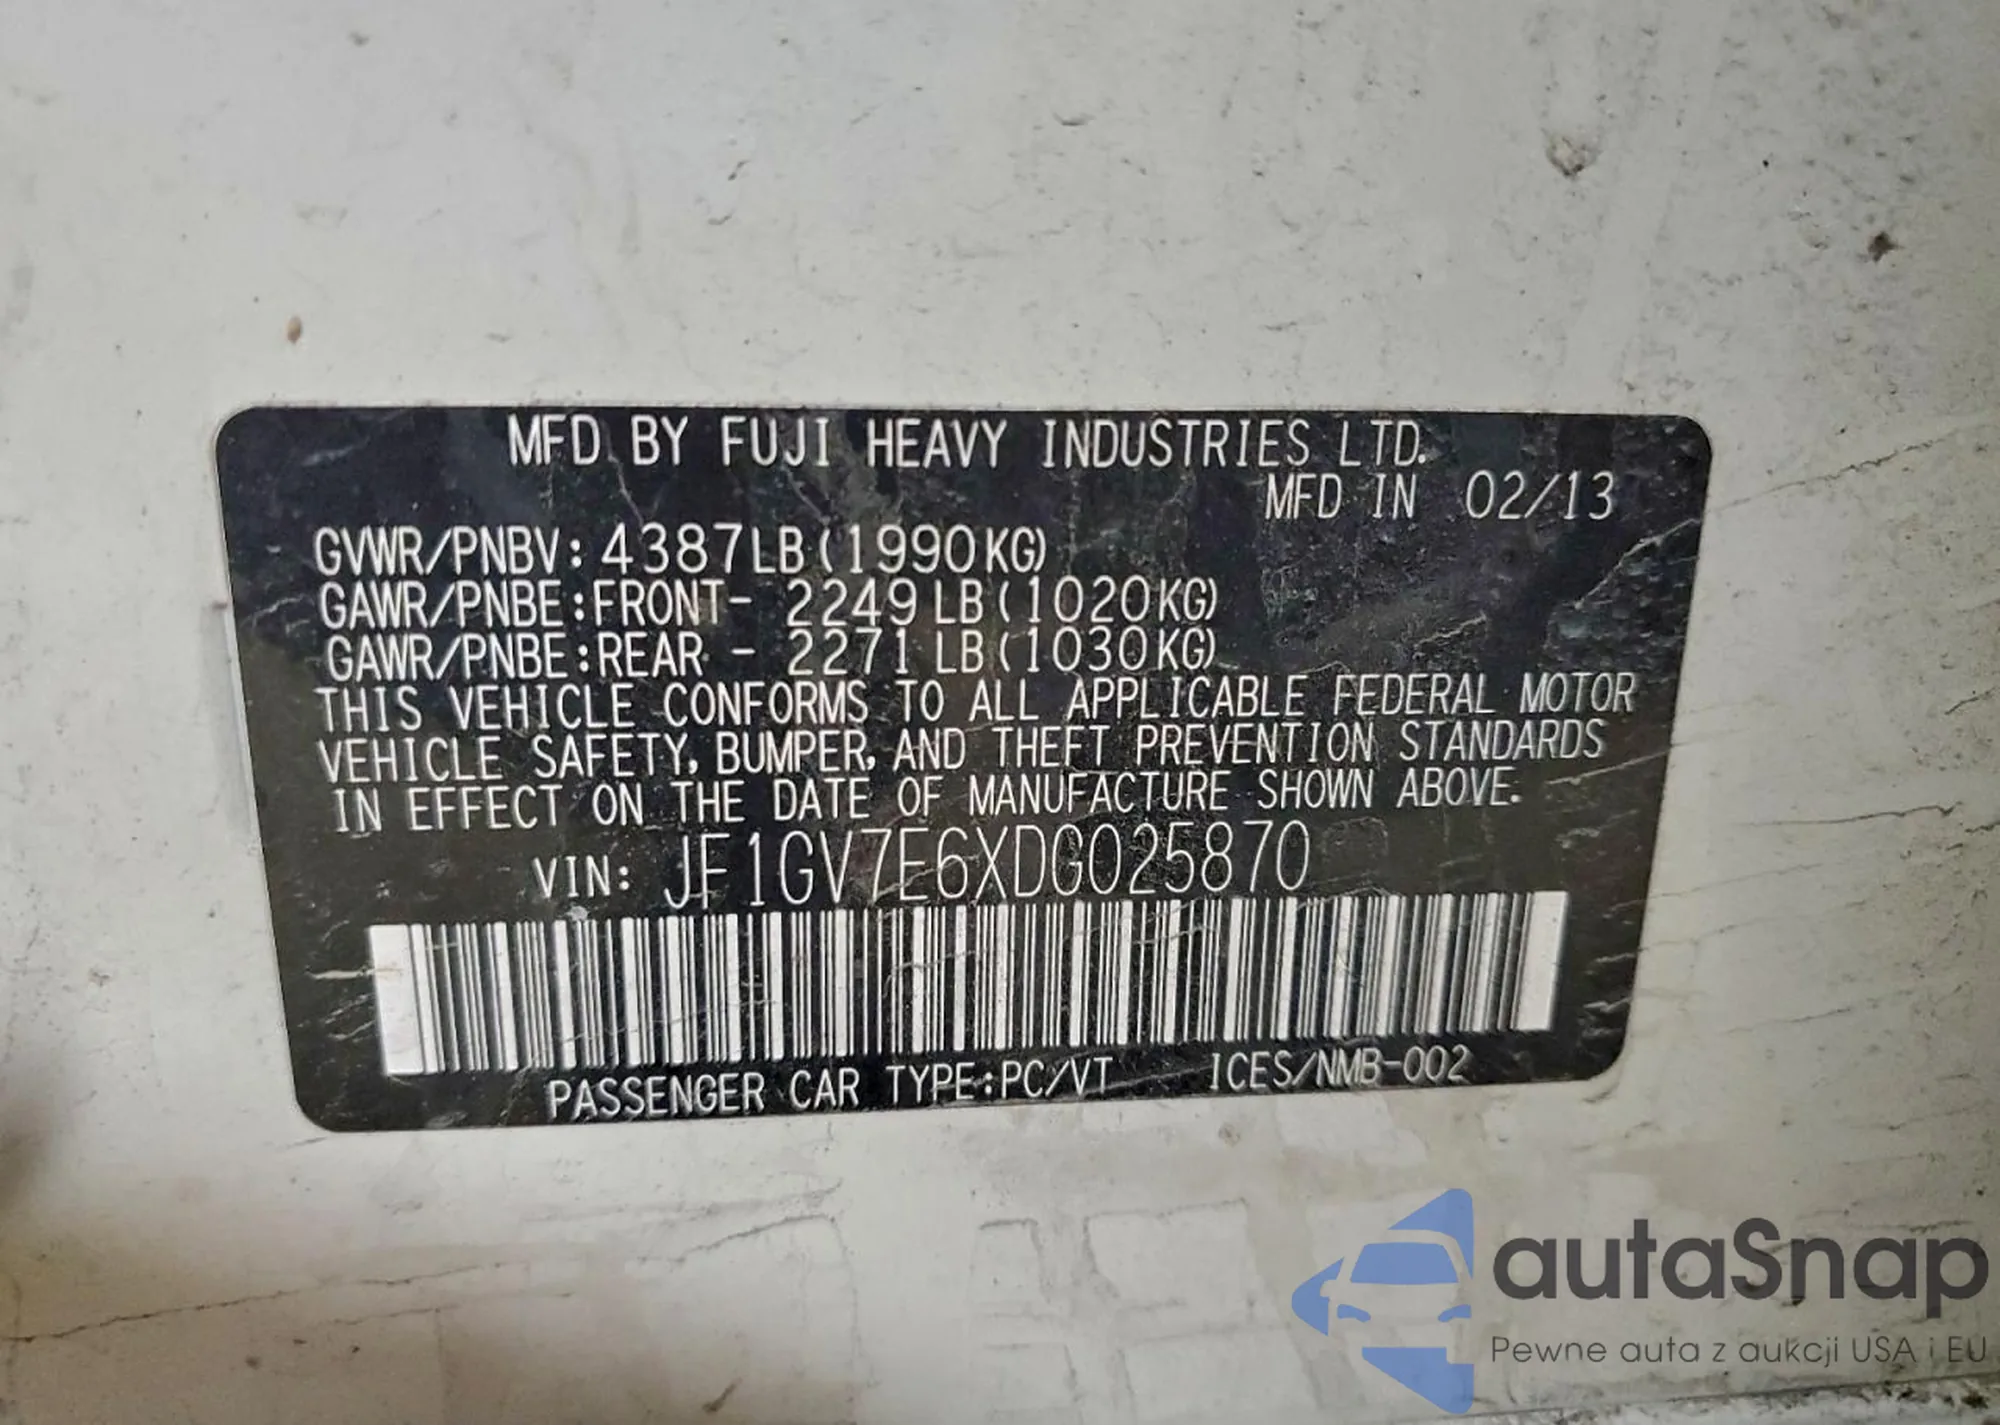 MFD. BY FUJI HEAVY INDUSTRIES LTD.
MFD IN 02/13
GVWR/PNBV: 4387LB(1990KG)
GAWR/PNBE:FRONT- 2249LB(1020KG)
GAWR/PNBE:REAR - 2271LB(1030KG)
THIS VEHICLE CONFORMS TO ALL APPLICABLE FEDERAL MOTOR
VEHICLE SAFETY, BUMPER, AND THEFT PREVENTION STANDARDS
IN EFFECT ON THE DATE OF MANUFACTURE SHOWN ABOVE.
VIN: JF1GV7E6XDG025870
PASSENGER CAR TYPE:PC/VT ICES/NMB-002
autaSnap
Pewne auta z aukcji USA i EU